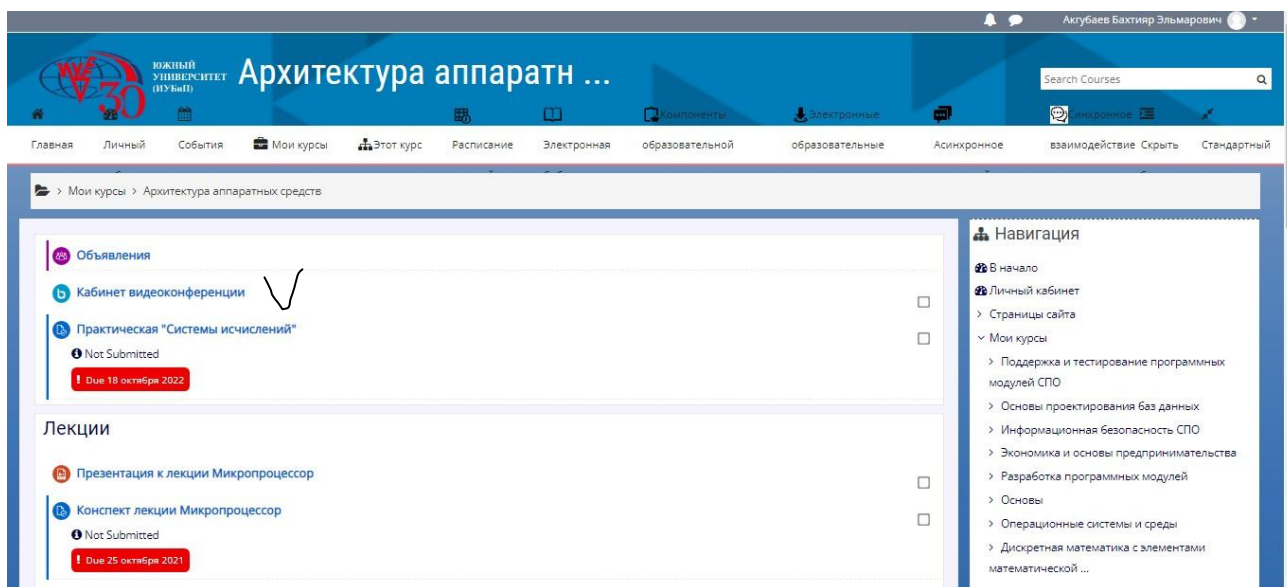 Акгубаев Бахтияр Эльмарович
ЮЖНЫЙ
УНИВЕРСИТЕТ
(ИУБиП)
30
Архитектура аппаратн ...
Search Courses
Компоненты
Электронные
Синхронное
Главная
Личный
События
Мои курсы
Этот курс
Расписание
Электронная
образовательной
образовательные
Асинхронное
взаимодействие Скрыть
Стандартный
> Мои курсы > Архитектура аппаратных средств
Объявления
Кабинет видеоконференции
Практическая "Системы исчислений"
Not Submitted
! Due 18 октября 2022
Лекции
Презентация к лекции Микропроцессор
Конспект лекции Микропроцессор
Not Submitted
! Due 25 октября 2021
Навигация
В начало
Личный кабинет
Страницы сайта
Мои курсы
Поддержка и тестирование программных
модулей СПО
Основы проектирования баз данных
Информационная безопасность СПО
Экономика и основы предпринимательства
Разработка программных модулей
Основы
Операционные системы и среды
Дискретная математика с элементами
математической ...